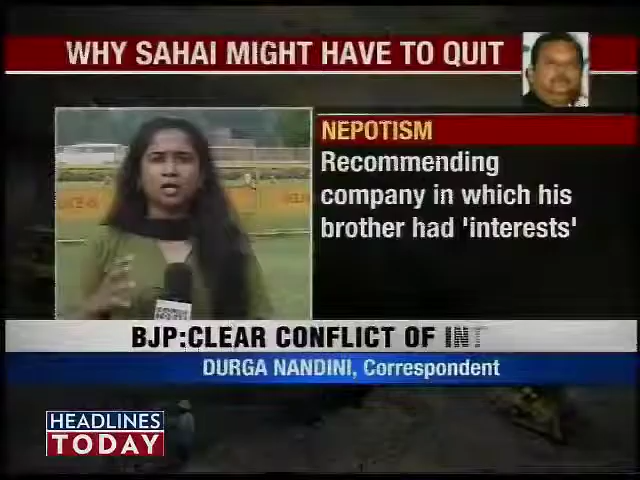 WHY SAHAI MIGHT HAVE TO QUIT
NEPOTISM
Recommending
company in which his
brother had 'interests'
BJP:CLEAR CONFLICT OF INT
DURGA NANDINI, Correspondent
HEADLINES
TODAY